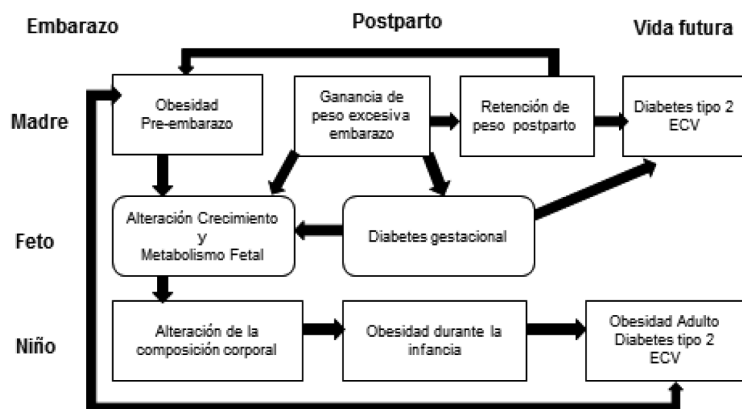 Embarazo
Postparto
Vida futura
Madre
Obesidad
Pre-embarazo
Ganancia de
peso excesiva
embarazo
Retención de
peso postparto
Diabetes tipo 2
ECV
Feto
Alteración Crecimiento
y
Metabolismo Fetal
Diabetes gestacional
Niño
Alteración de la
composición corporal
Obesidad durante la
infancia
Obesidad Adulto
Diabetes tipo 2
ECV